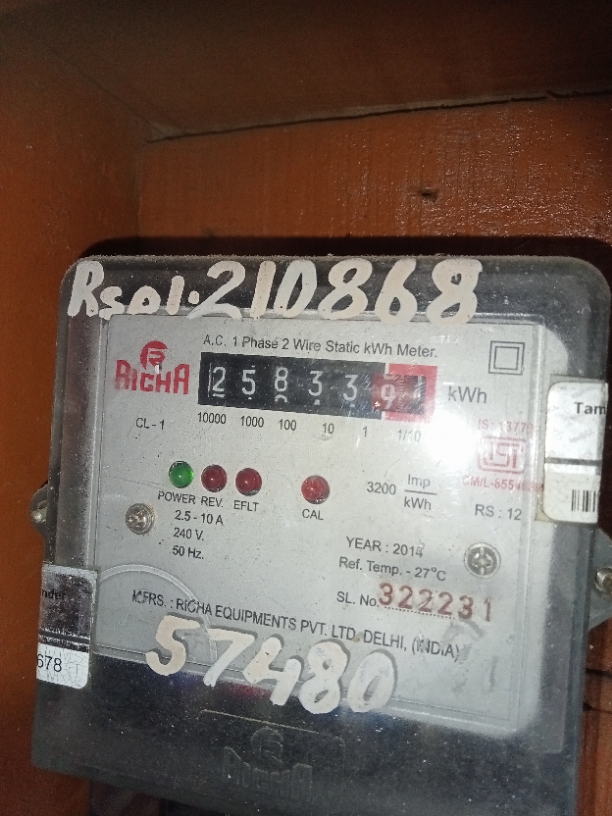 Rsol.210868
A.C. 1 Phase 2 Wire Static kWh Meter.
RICHA
2 5 8 3 3 9 kWh
CL-1
10000 1000 100 10 1 1/10
POWER REV. EFLT CAL
3200 Imp/kWh
RS : 12
2.5 - 10 A
240 V.
50 Hz.
YEAR : 2014
Ref. Temp. - 27°C
SL. No. 322231
MFRS. : RICHA EQUIPMENTS PVT. LTD. DELHI, (INDIA)
57480
Tam
678
RICHA